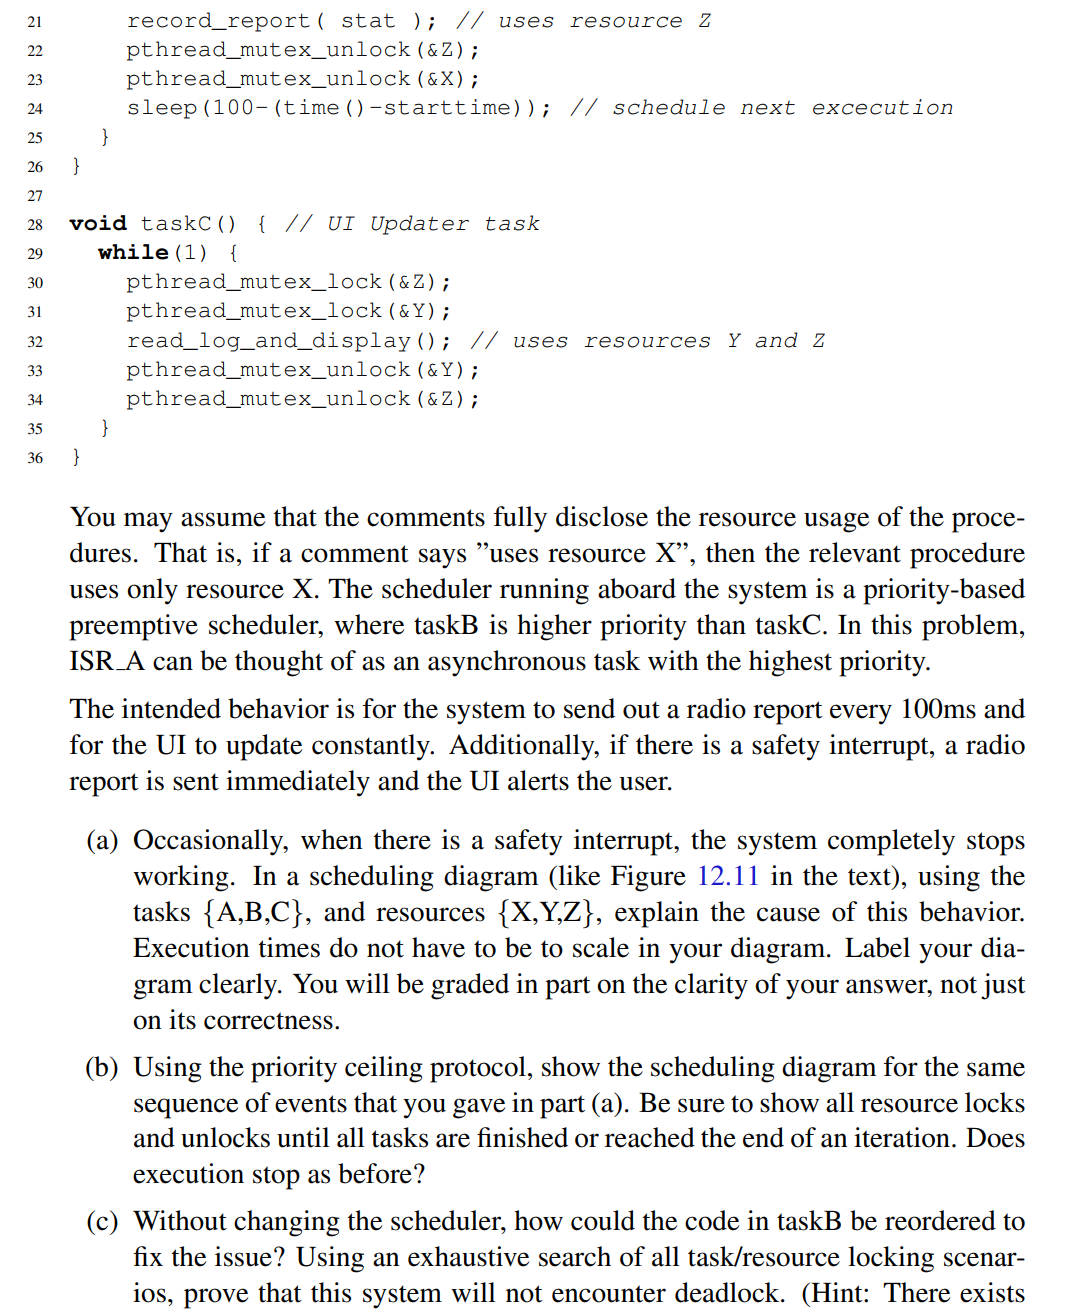 21 record_report( stat ); // uses resource Z
22 pthread_mutex_unlock(&Z);
23 pthread_mutex_unlock(&X);
24 sleep(100-(time()-starttime)); // schedule next excecution
25 }
26 }
27
28 void taskC() { // UI Updater task
29 while(1) {
30 pthread_mutex_lock(&Z);
31 pthread_mutex_lock(&Y);
32 read_log_and_display(); // uses resources Y and Z
33 pthread_mutex_unlock(&Y);
34 pthread_mutex_unlock(&Z);
35 }
36 }
You may assume that the comments fully disclose the resource usage of the proce-
dures. That is, if a comment says ”uses resource X”, then the relevant procedure
uses only resource X. The scheduler running aboard the system is a priority-based
preemptive scheduler, where taskB is higher priority than taskC. In this problem,
ISR_A can be thought of as an asynchronous task with the highest priority.
The intended behavior is for the system to send out a radio report every 100ms and
for the UI to update constantly. Additionally, if there is a safety interrupt, a radio
report is sent immediately and the UI alerts the user.
(a) Occasionally, when there is a safety interrupt, the system completely stops
working. In a scheduling diagram (like Figure 12.11 in the text), using the
tasks {A,B,C}, and resources {X,Y,Z}, explain the cause of this behavior.
Execution times do not have to be to scale in your diagram. Label your dia-
gram clearly. You will be graded in part on the clarity of your answer, not just
on its correctness.
(b) Using the priority ceiling protocol, show the scheduling diagram for the same
sequence of events that you gave in part (a). Be sure to show all resource locks
and unlocks until all tasks are finished or reached the end of an iteration. Does
execution stop as before?
(c) Without changing the scheduler, how could the code in taskB be reordered to
fix the issue? Using an exhaustive search of all task/resource locking scenar-
ios, prove that this system will not encounter deadlock. (Hint: There exists